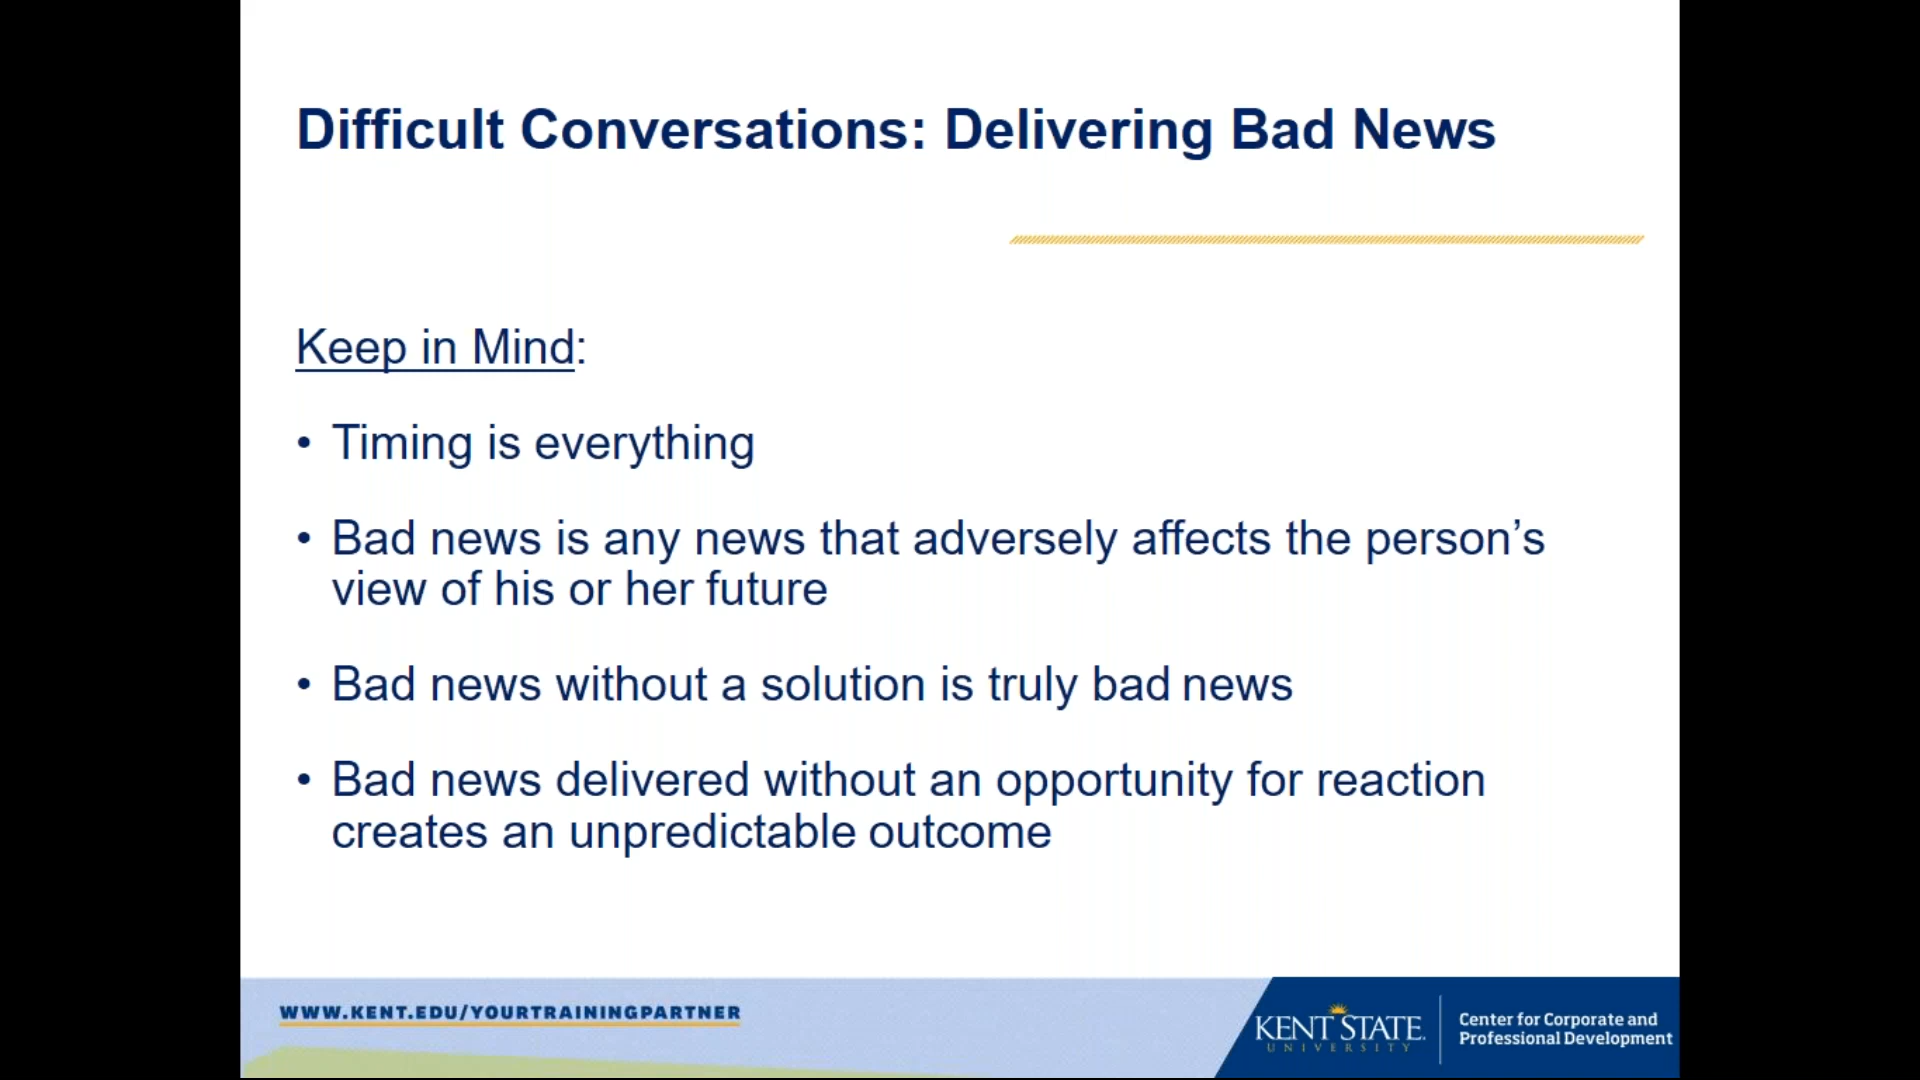 Difficult Conversations: Delivering Bad News
Keep in Mind:
• Timing is everything
• Bad news is any news that adversely affects the person’s
view of his or her future
• Bad news without a solution is truly bad news
• Bad news delivered without an opportunity for reaction
creates an unpredictable outcome
WWW.KENT.EDU/YOURTRAININGPARTNER
KENT STATE
UNIVERSITY
Center for Corporate and
Professional Development